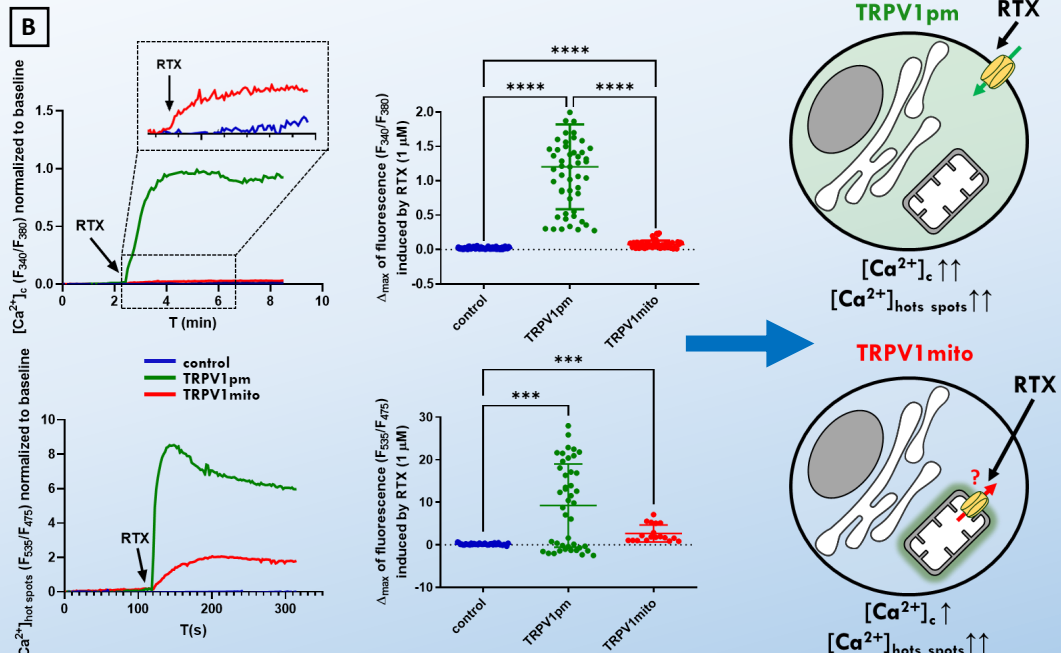 B
[Ca²⁺]c (F340/F380) normalized to baseline
1.5
1.0
0.5
0.0
0 2 4 6 8 10
T (min)
RTX
RTX
Δmax of fluorescence (F340/F380)
induced by RTX (1 µM)
2.0
1.5
1.0
0.5
0.0
-0.5
****
**** ****
control
TRPV1pm
TRPV1mito
TRPV1pm
RTX
[Ca²⁺]c ↑↑
[Ca²⁺]hots spots ↑↑
control
TRPV1pm
TRPV1mito
Ca²⁺]hot spots (F535/F475) normalized to baseline
10
8
6
4
2
0
0 100 200 300
T(s)
RTX
Δmax of fluorescence (F535/F475)
induced by RTX (1 µM)
30
20
10
0
-10
***
***
control
TRPV1pm
TRPV1mito
TRPV1mito
RTX
?
[Ca²⁺]c ↑
[Ca²⁺]hots spots ↑↑